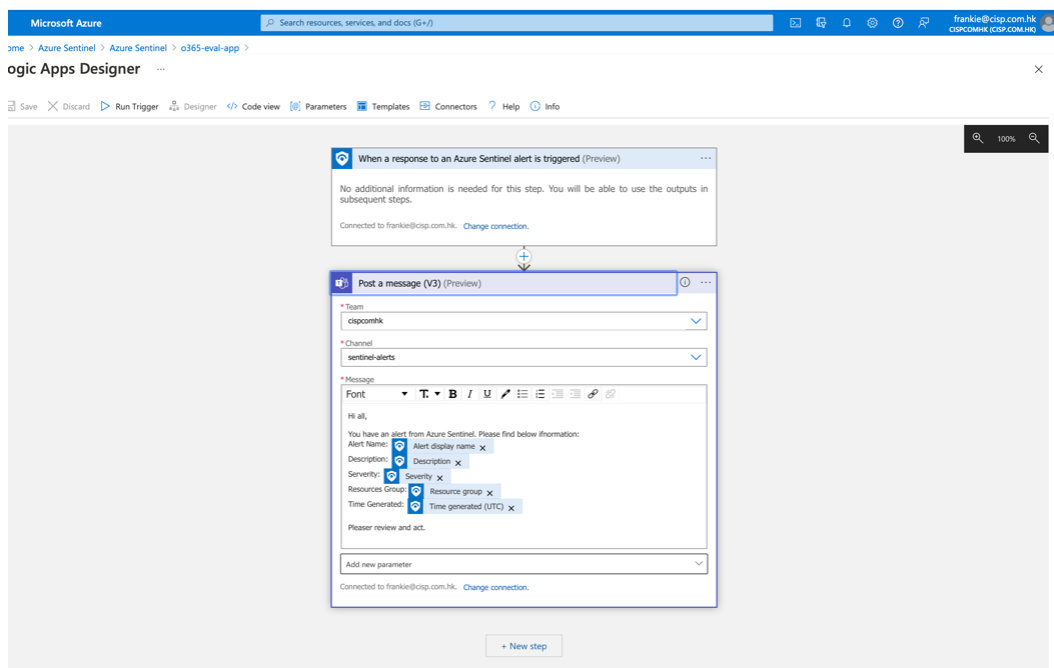 Microsoft Azure
Search resources, services, and docs (G+/)
frankie@cisp.com.hk
CISPCOMHK (CISP.COM.HK)
ome > Azure Sentinel > Azure Sentinel > o365-eval-app >
ogic Apps Designer ...
Save Discard Run Trigger Designer Code view Parameters Templates Connectors Help Info
100%
When a response to an Azure Sentinel alert is triggered (Preview)
No additional information is needed for this step. You will be able to use the outputs in
subsequent steps.
Connected to frankie@cisp.com.hk. Change connection.
Post a message (V3) (Preview)
* Team
cispcomhk
* Channel
sentinel-alerts
* Message
Font
Hi all,
You have an alert from Azure Sentinel. Please find below ifnormation:
Alert Name: Alert display name
Description: Description
Serverity: Severity
Resources Group: Resource group
Time Generated: Time generated (UTC)
Pleaser review and act.
Add new parameter
Connected to frankie@cisp.com.hk. Change connection.
+ New step